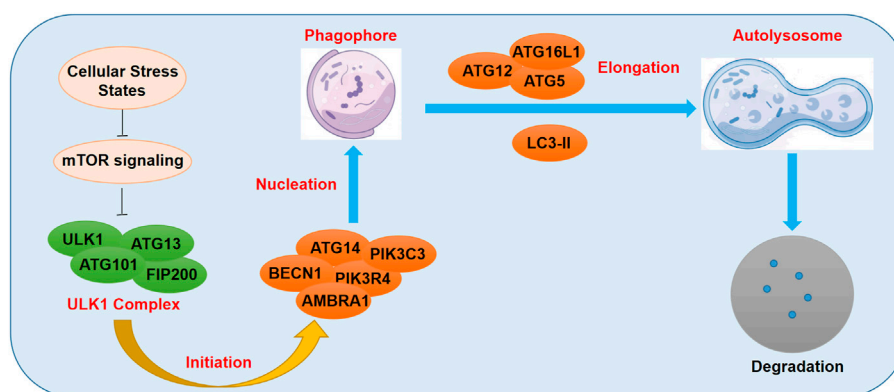 Cellular Stress
States
mTOR signaling
ULK1
ATG13
ATG101
FIP200
ULK1 Complex
Initiation
ATG14
PIK3C3
BECN1
PIK3R4
AMBRA1
Nucleation
Phagophore
ATG16L1
ATG12
ATG5
Elongation
LC3-II
Autolysosome
Degradation